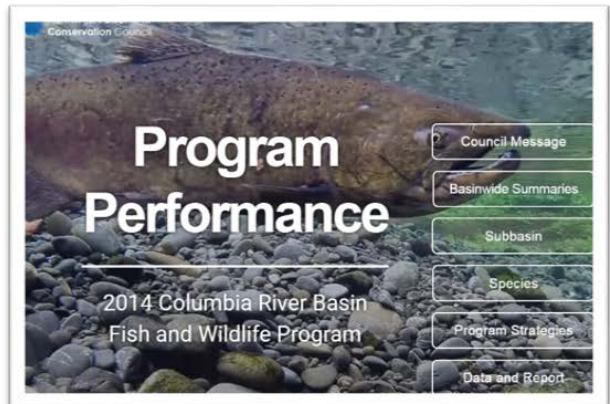 Conservation Council
Program
Performance
2014 Columbia River Basin
Fish and Wildlife Program
Council Message
Basinwide Summaries
Subbasin
Species
Program Strategies
Data and Report